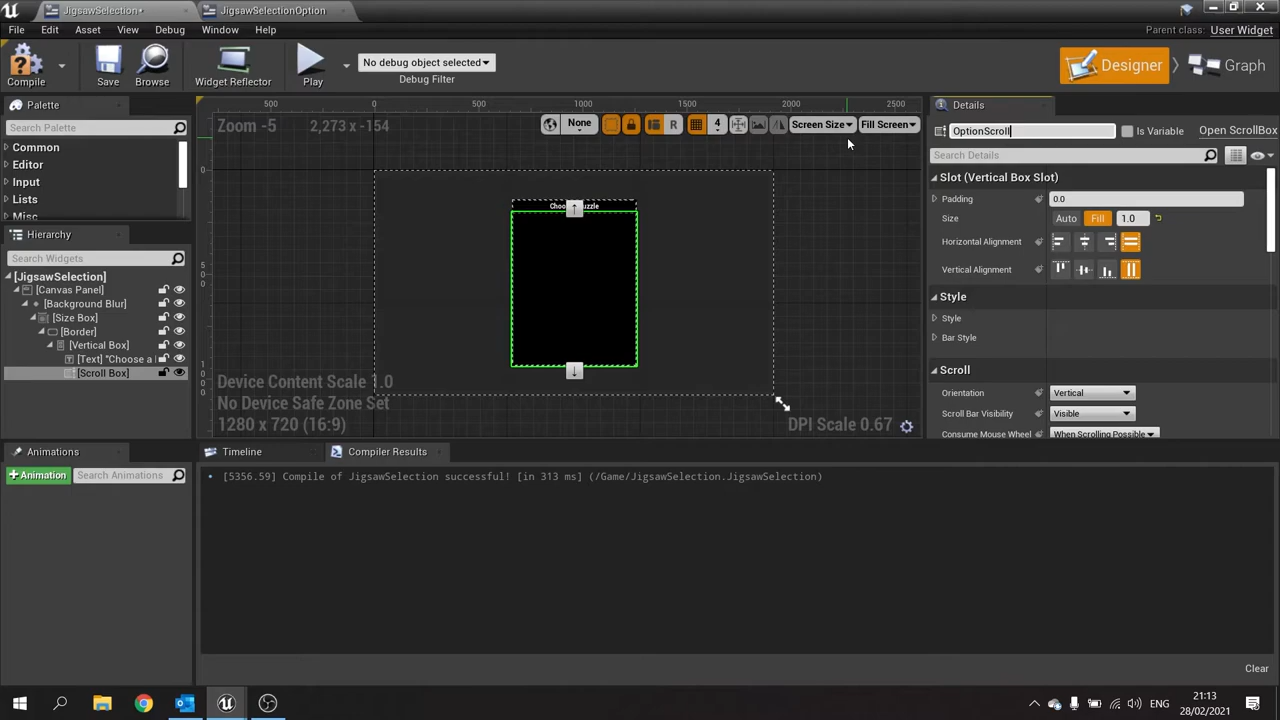 JigsawSelection*
JigsawSelectionOption
File Edit Asset View Debug Window Help
Parent class: User Widget
Compile
Save
Browse
Widget Reflector
Play
No debug object selected
Debug Filter
Designer
Graph
Palette
Search Palette
Common
Editor
Input
Lists
Misc
Hierarchy
Search Widgets
[JigsawSelection]
[Canvas Panel]
[Background Blur]
[Size Box]
[Border]
[Vertical Box]
[Text] "Choose a
[Scroll Box]
500 0 500 1000 1500 2000 2500
Zoom -5
2,273 x -154
None
R
4
Screen Size
Fill Screen
0
5
0
0
1
0
0
0
Device Content Scale 1.0
No Device Safe Zone Set
1280 x 720 (16:9)
DPI Scale 0.67
Details
OptionScroll
Is Variable
Open ScrollBox
Search Details
Slot (Vertical Box Slot)
Padding
0.0
Size
Auto
Fill
1.0
Horizontal Alignment
Vertical Alignment
Style
Style
Bar Style
Scroll
Orientation
Vertical
Scroll Bar Visibility
Visible
Consume Mouse Wheel
When Scrolling Possible
Animations
+Animation
Search Animations
Timeline
Compiler Results
[5356.59] Compile of JigsawSelection successful! [in 313 ms] (/Game/JigsawSelection.JigsawSelection)
Clear
ENG
21:13
28/02/2021